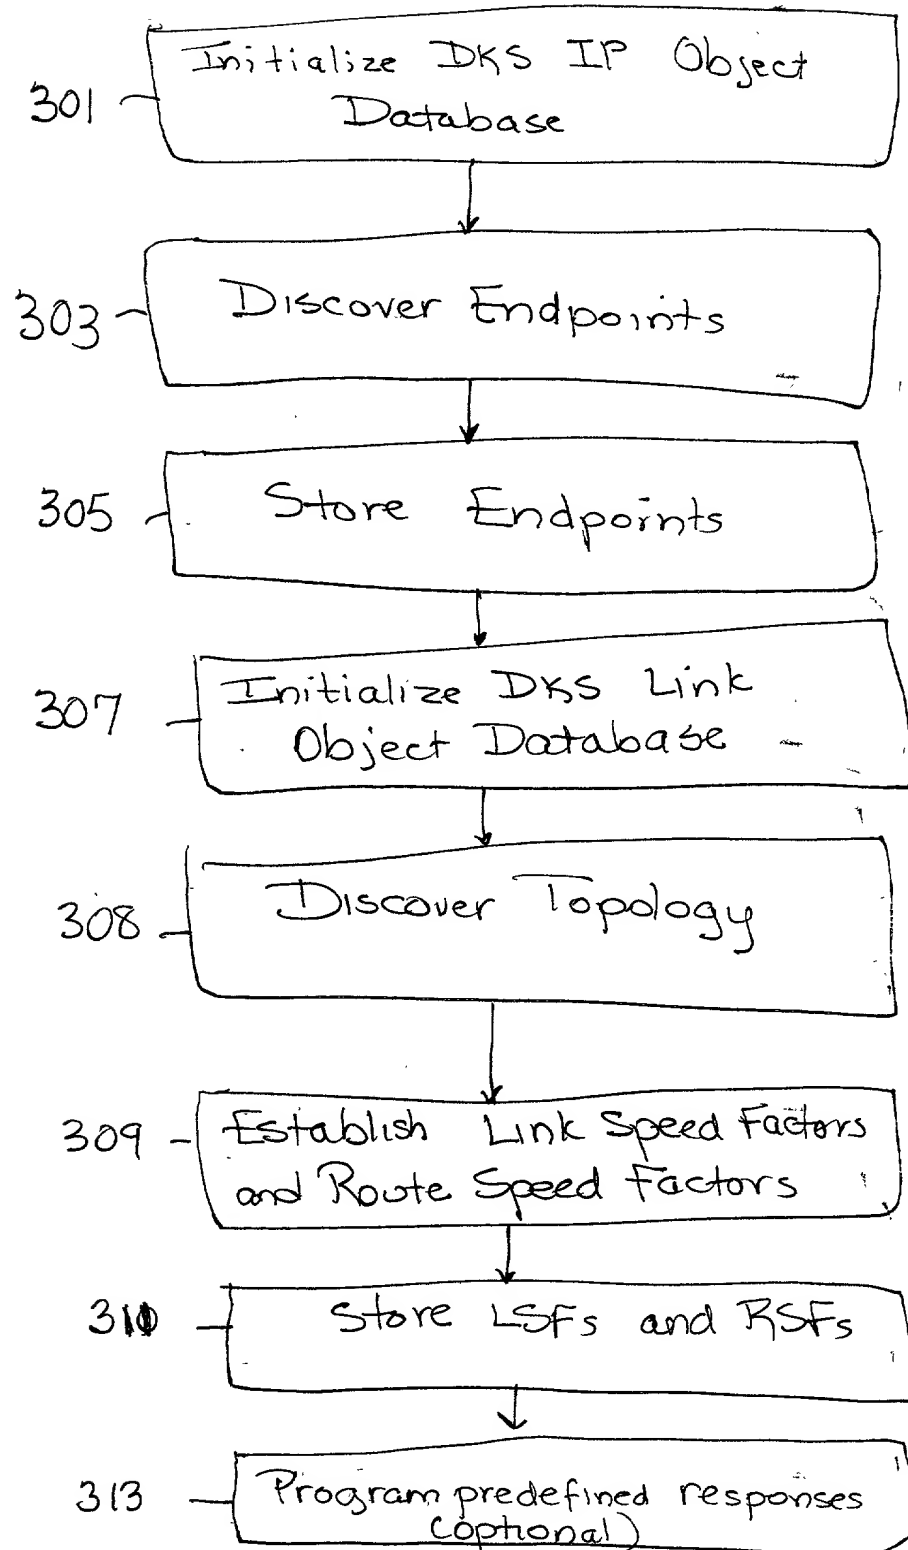 Initialize DKS IP Object
301
Database
Discover Endpoints
303
Store Endpoints
305
Initialize DKS Link
307
Object Database
Discover Topology
308
309
Establish Link Speed Factors
and Route Speed Factors
Store LSFs and RSFs
Program predefined responses
313
(optional)